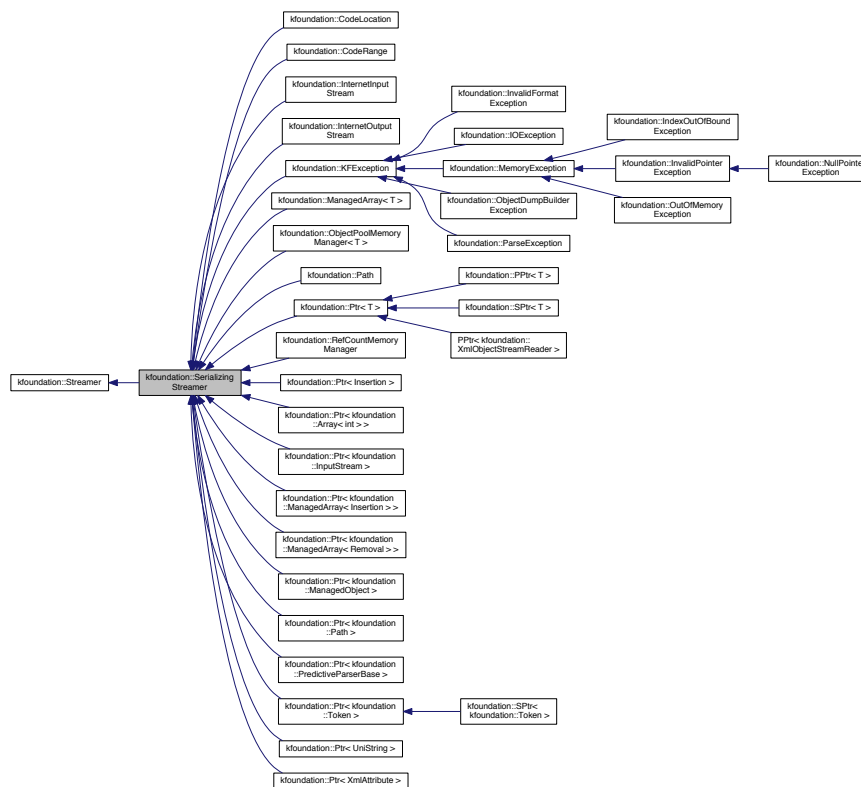 kfoundation::CodeLocation
kfoundation::CodeRange
kfoundation::InternetInput
Stream
kfoundation::InternetOutput
Stream
kfoundation::KFException
kfoundation::InvalidFormat
Exception
kfoundation::IOException
kfoundation::MemoryException
kfoundation::IndexOutOfBound
Exception
kfoundation::InvalidPointer
Exception
kfoundation::NullPointe
Exception
kfoundation::OutOfMemory
Exception
kfoundation::ObjectDumpBuilder
Exception
kfoundation::ParseException
kfoundation::ManagedArray< T >
kfoundation::ObjectPoolMemory
Manager< T >
kfoundation::Path
kfoundation::Ptr< T >
kfoundation::PPtr< T >
kfoundation::SPtr< T >
PPtr< kfoundation::
XmlObjectStreamReader >
kfoundation::RefCountMemory
Manager
kfoundation::Streamer
kfoundation::Serializing
Streamer
kfoundation::Ptr< Insertion >
kfoundation::Ptr< kfoundation
::Array< int > >
kfoundation::Ptr< kfoundation
::InputStream >
kfoundation::Ptr< kfoundation
::ManagedArray< Insertion > >
kfoundation::Ptr< kfoundation
::ManagedArray< Removal > >
kfoundation::Ptr< kfoundation
::ManagedObject >
kfoundation::Ptr< kfoundation
::Path >
kfoundation::Ptr< kfoundation
::PredictiveParserBase >
kfoundation::Ptr< kfoundation
::Token >
kfoundation::SPtr<
kfoundation::Token >
kfoundation::Ptr< UniString >
kfoundation::Ptr< XmlAttribute >